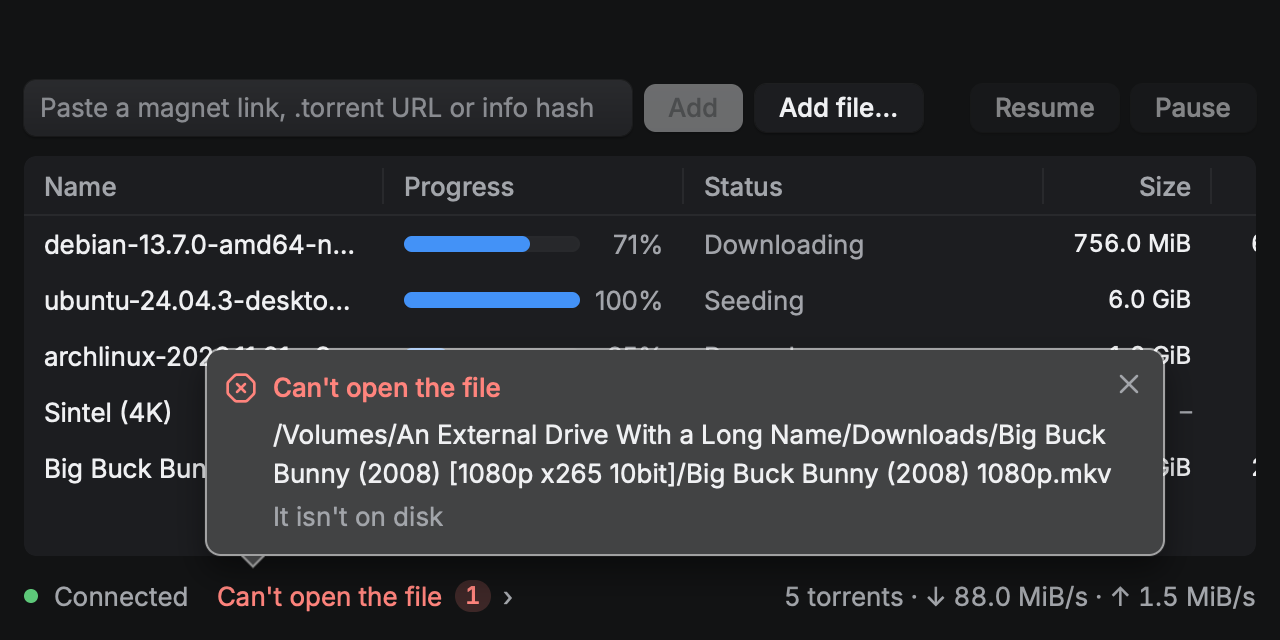 Paste a magnet link, .torrent URL or info hash Add Add file... Resume Pause
Name Progress Status Size
debian-13.7.0-amd64-n... 71% Downloading 756.0 MiB
ubuntu-24.04.3-deskto... 100% Seeding 6.0 GiB
Sintel (4K) –
Big Buck Bun
Can't open the file
/Volumes/An External Drive With a Long Name/Downloads/Big Buck
Bunny (2008) [1080p x265 10bit]/Big Buck Bunny (2008) 1080p.mkv
It isn't on disk
Connected Can't open the file 1 › 5 torrents · ↓ 88.0 MiB/s · ↑ 1.5 MiB/s